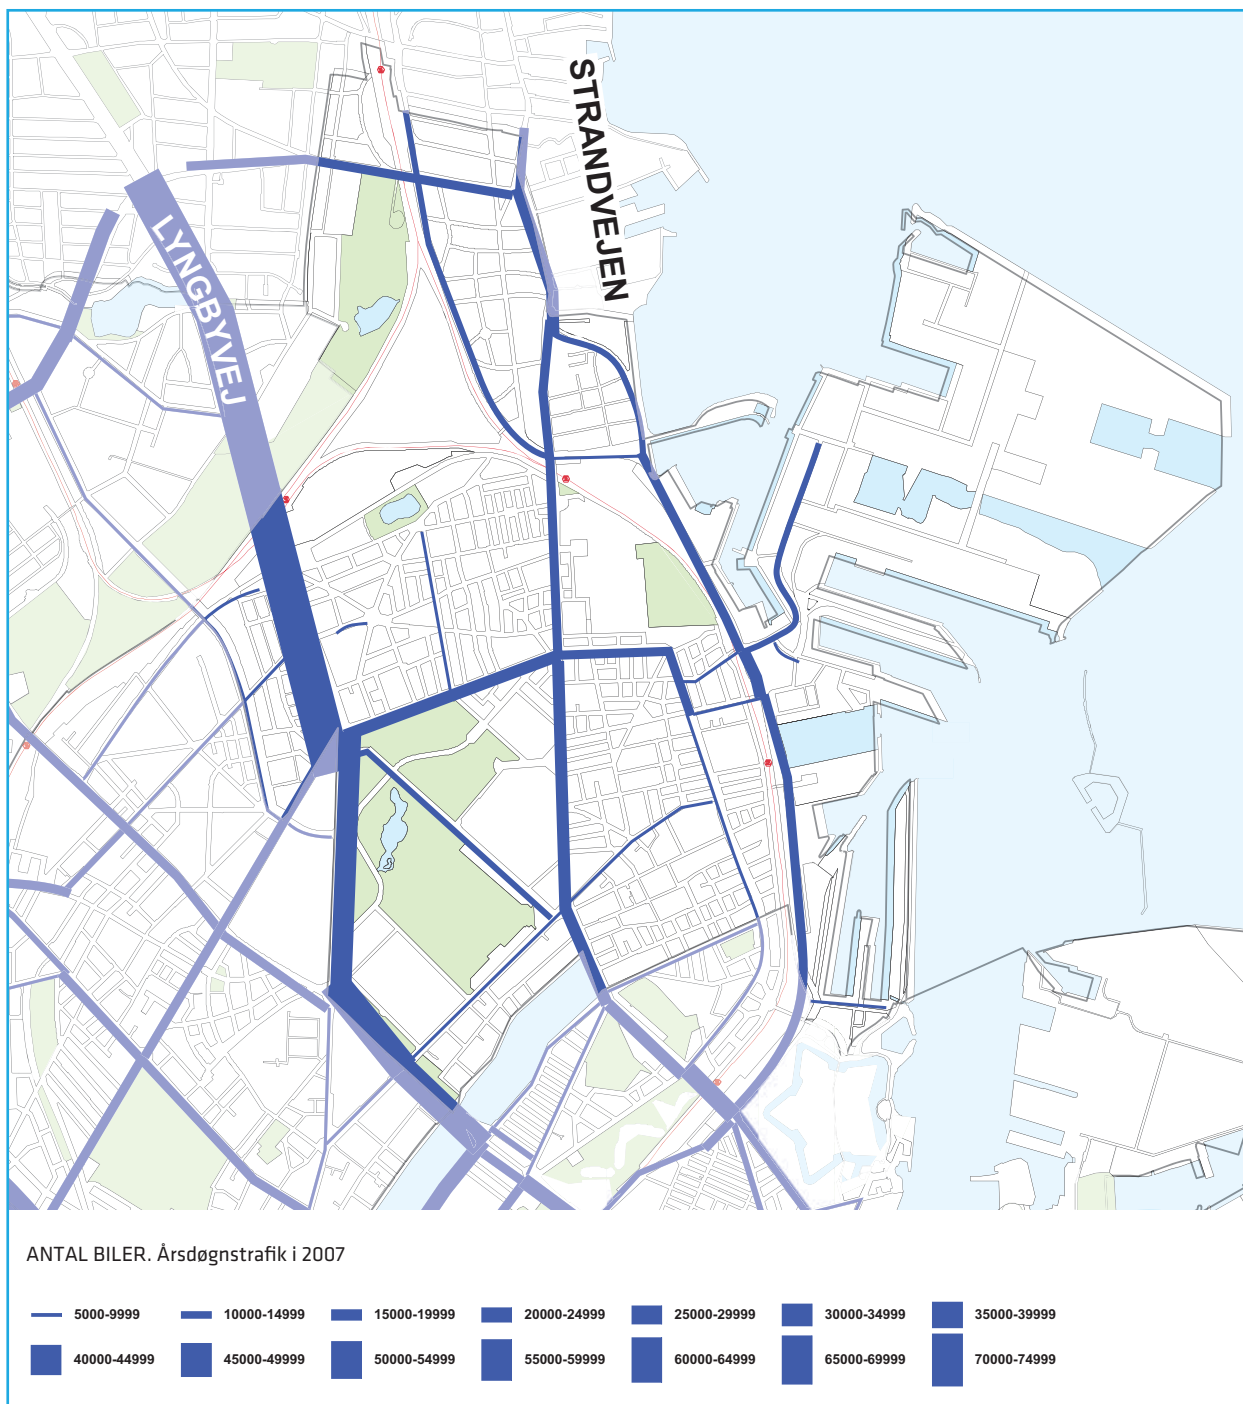 STRANDVEJEN
LYNGBYVEJ
ANTAL BILER. Årsdøgnstrafik i 2007
5000-9999 10000-14999 15000-19999 20000-24999 25000-29999 30000-34999 35000-39999
40000-44999 45000-49999 50000-54999 55000-59999 60000-64999 65000-69999 70000-74999